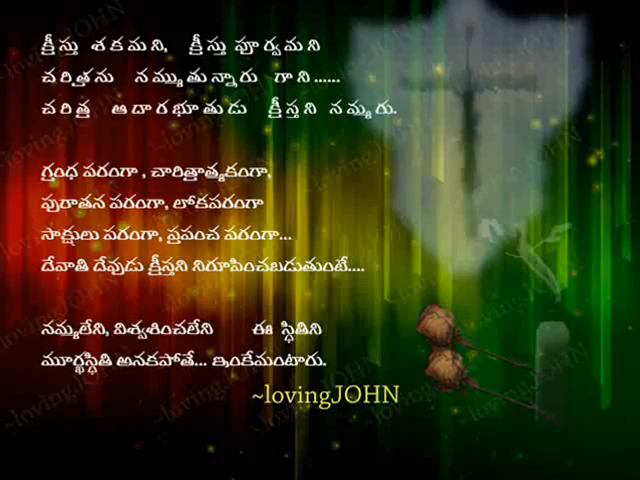 క్రీస్తు శకమని, క్రీస్తు పూర్వమని
చరిత్రను నమ్ముతున్నారు గాని......
చరిత్ర ఆదారభూతుడు క్రీస్తని నమ్మరు.
గ్రంధ పరంగా , చారిత్రాత్మకంగా,
పురాతన పరంగా, లోకపరంగా
సాక్షులు పరంగా, ప్రపంచ పరంగా...
దేవాతి దేవుడు క్రీస్తని నిరూపించబడుతుంటే....
నమ్మలేని, విశ్వశించలేని ఈ స్థితిని
మూర్ఖస్థితి అనకపోతే... ఇంకేమంటారు.
~lovingJOHN